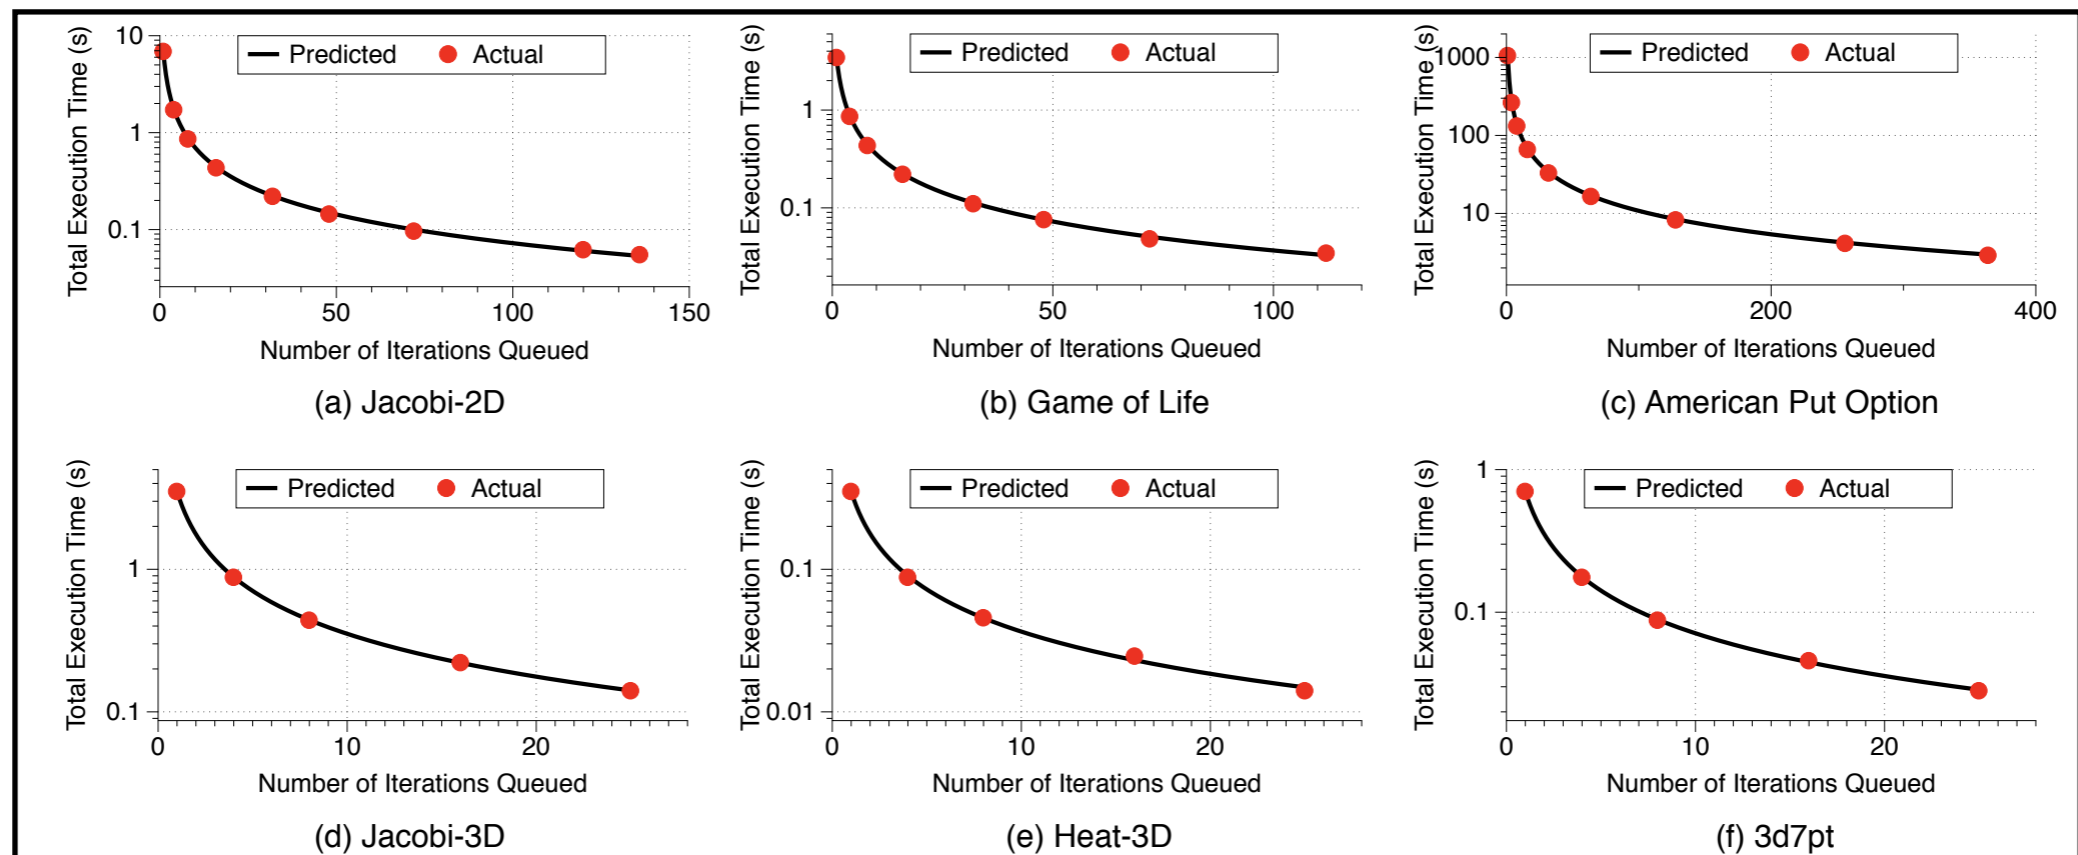 Total Execution Time (s)
10
1
0.1
Predicted Actual
0 50 100 150
Number of Iterations Queued
(a) Jacobi-2D
Total Execution Time (s)
1
0.1
Predicted Actual
0 50 100
Number of Iterations Queued
(b) Game of Life
Total Execution Time (s)
1000
100
10
Predicted Actual
0 200 400
Number of Iterations Queued
(c) American Put Option
Total Execution Time (s)
1
0.1
Predicted Actual
0 10 20
Number of Iterations Queued
(d) Jacobi-3D
Total Execution Time (s)
0.1
0.01
Predicted Actual
0 10 20
Number of Iterations Queued
(e) Heat-3D
Total Execution Time (s)
1
0.1
Predicted Actual
0 10 20
Number of Iterations Queued
(f) 3d7pt